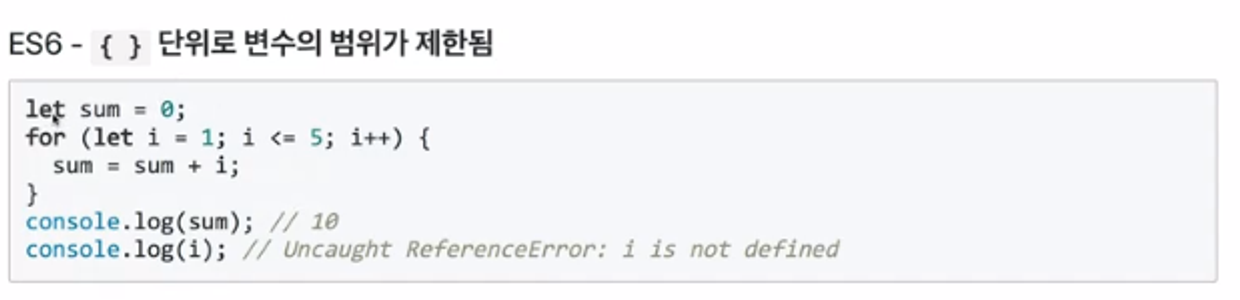 ES6 - { } 단위로 변수의 범위가 제한됨
let sum = 0;
for (let i = 1; i <= 5; i++) {
  sum = sum + i;
}
console.log(sum); // 10
console.log(i); // Uncaught ReferenceError: i is not defined